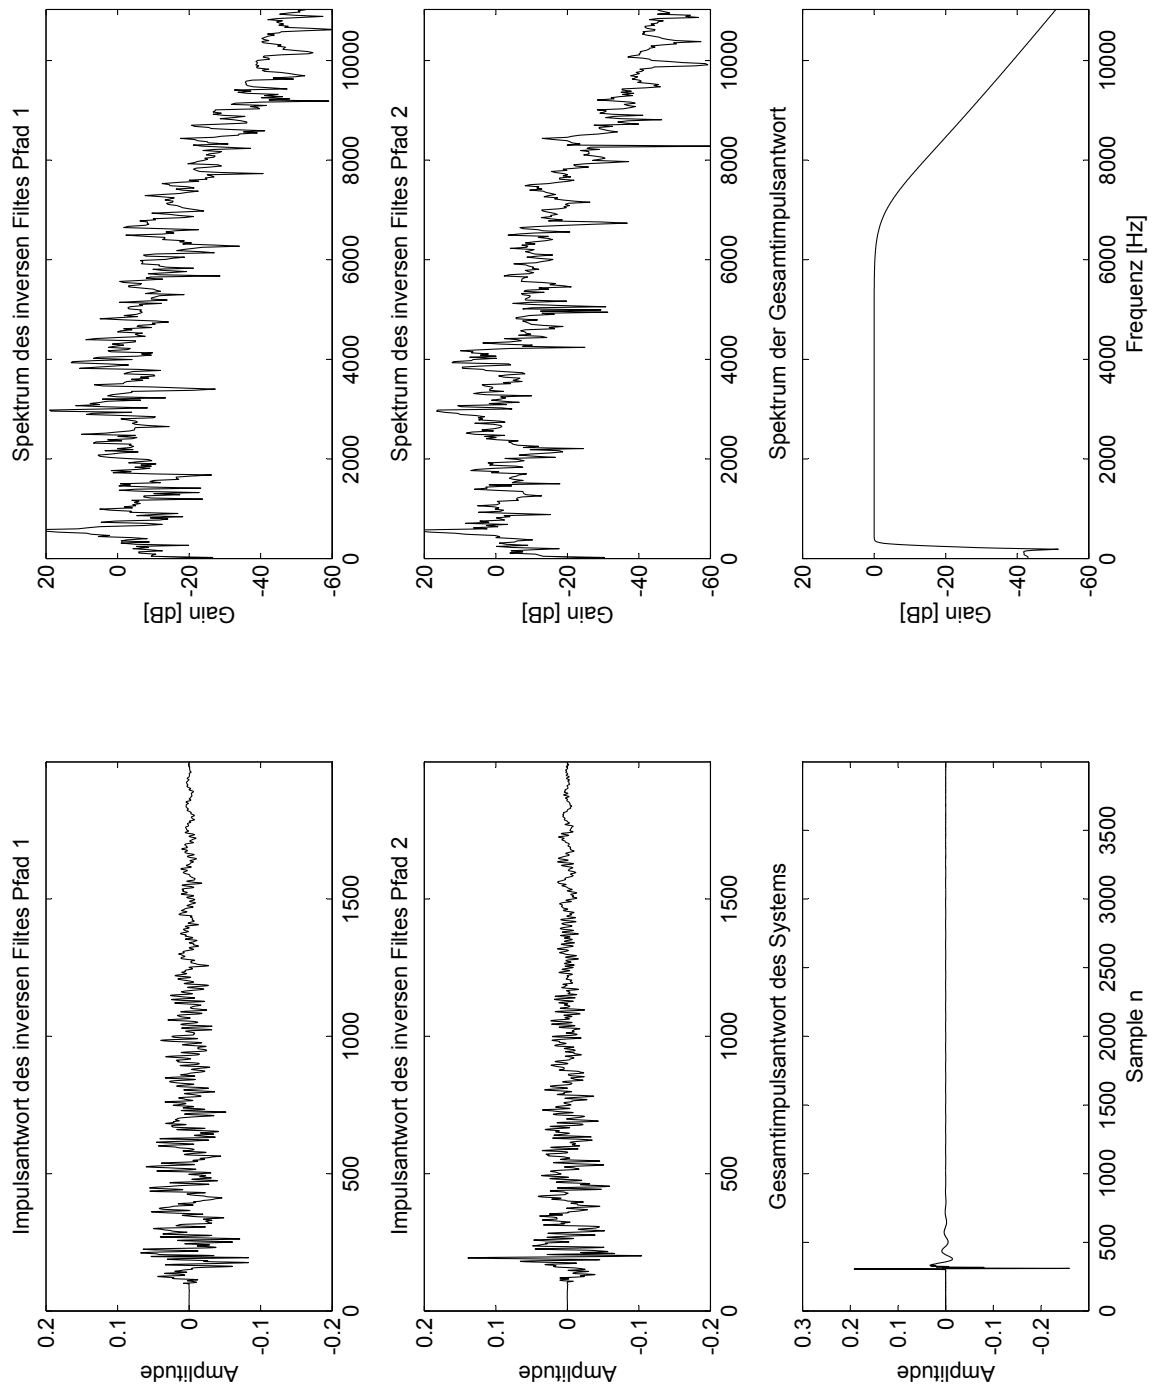 Impulsantwort des inversen Filtes Pfad 1
Amplitude
0.2
0.1
0
-0.1
-0.2
0 500 1000 1500
Spektrum des inversen Filtes Pfad 1
Gain [dB]
20
0
-20
-40
-60
0 2000 4000 6000 8000 10000
Impulsantwort des inversen Filtes Pfad 2
Amplitude
0.2
0.1
0
-0.1
-0.2
0 500 1000 1500
Spektrum des inversen Filtes Pfad 2
Gain [dB]
20
0
-20
-40
-60
0 2000 4000 6000 8000 10000
Gesamtimpulsantwort des Systems
Amplitude
0.3
0.2
0.1
0
-0.1
-0.2
-0.3
0 500 1000 1500 2000 2500 3000 3500
Sample n
Spektrum der Gesamtimpulsantwort
Gain [dB]
20
0
-20
-40
-60
0 2000 4000 6000 8000 10000
Frequenz [Hz]